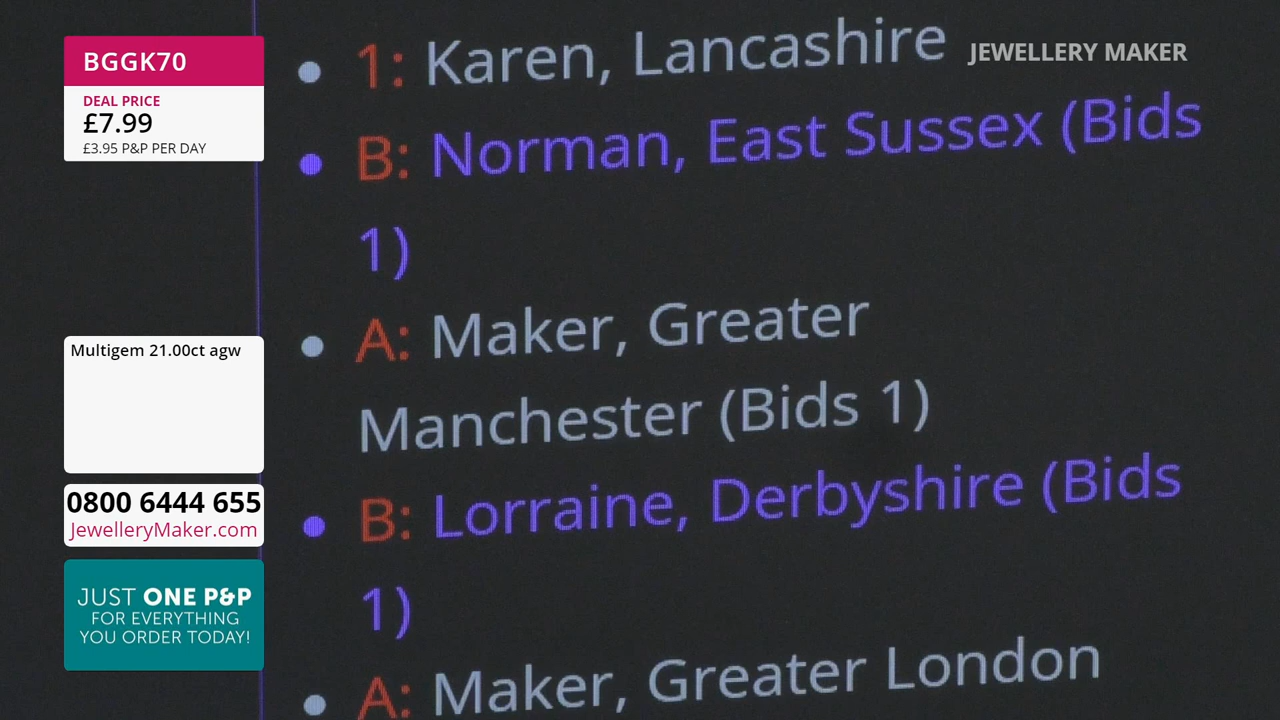 BGGK70
DEAL PRICE
£7.99
£3.95 P&P PER DAY
Multigem 21.00ct agw
0800 6444 655
JewelleryMaker.com
JUST ONE P&P
FOR EVERYTHING
YOU ORDER TODAY!
JEWELLERY MAKER
• 1: Karen, Lancashire
• B: Norman, East Sussex (Bids
1)
• A: Maker, Greater
Manchester (Bids 1)
• B: Lorraine, Derbyshire (Bids
1)
• A: Maker, Greater London